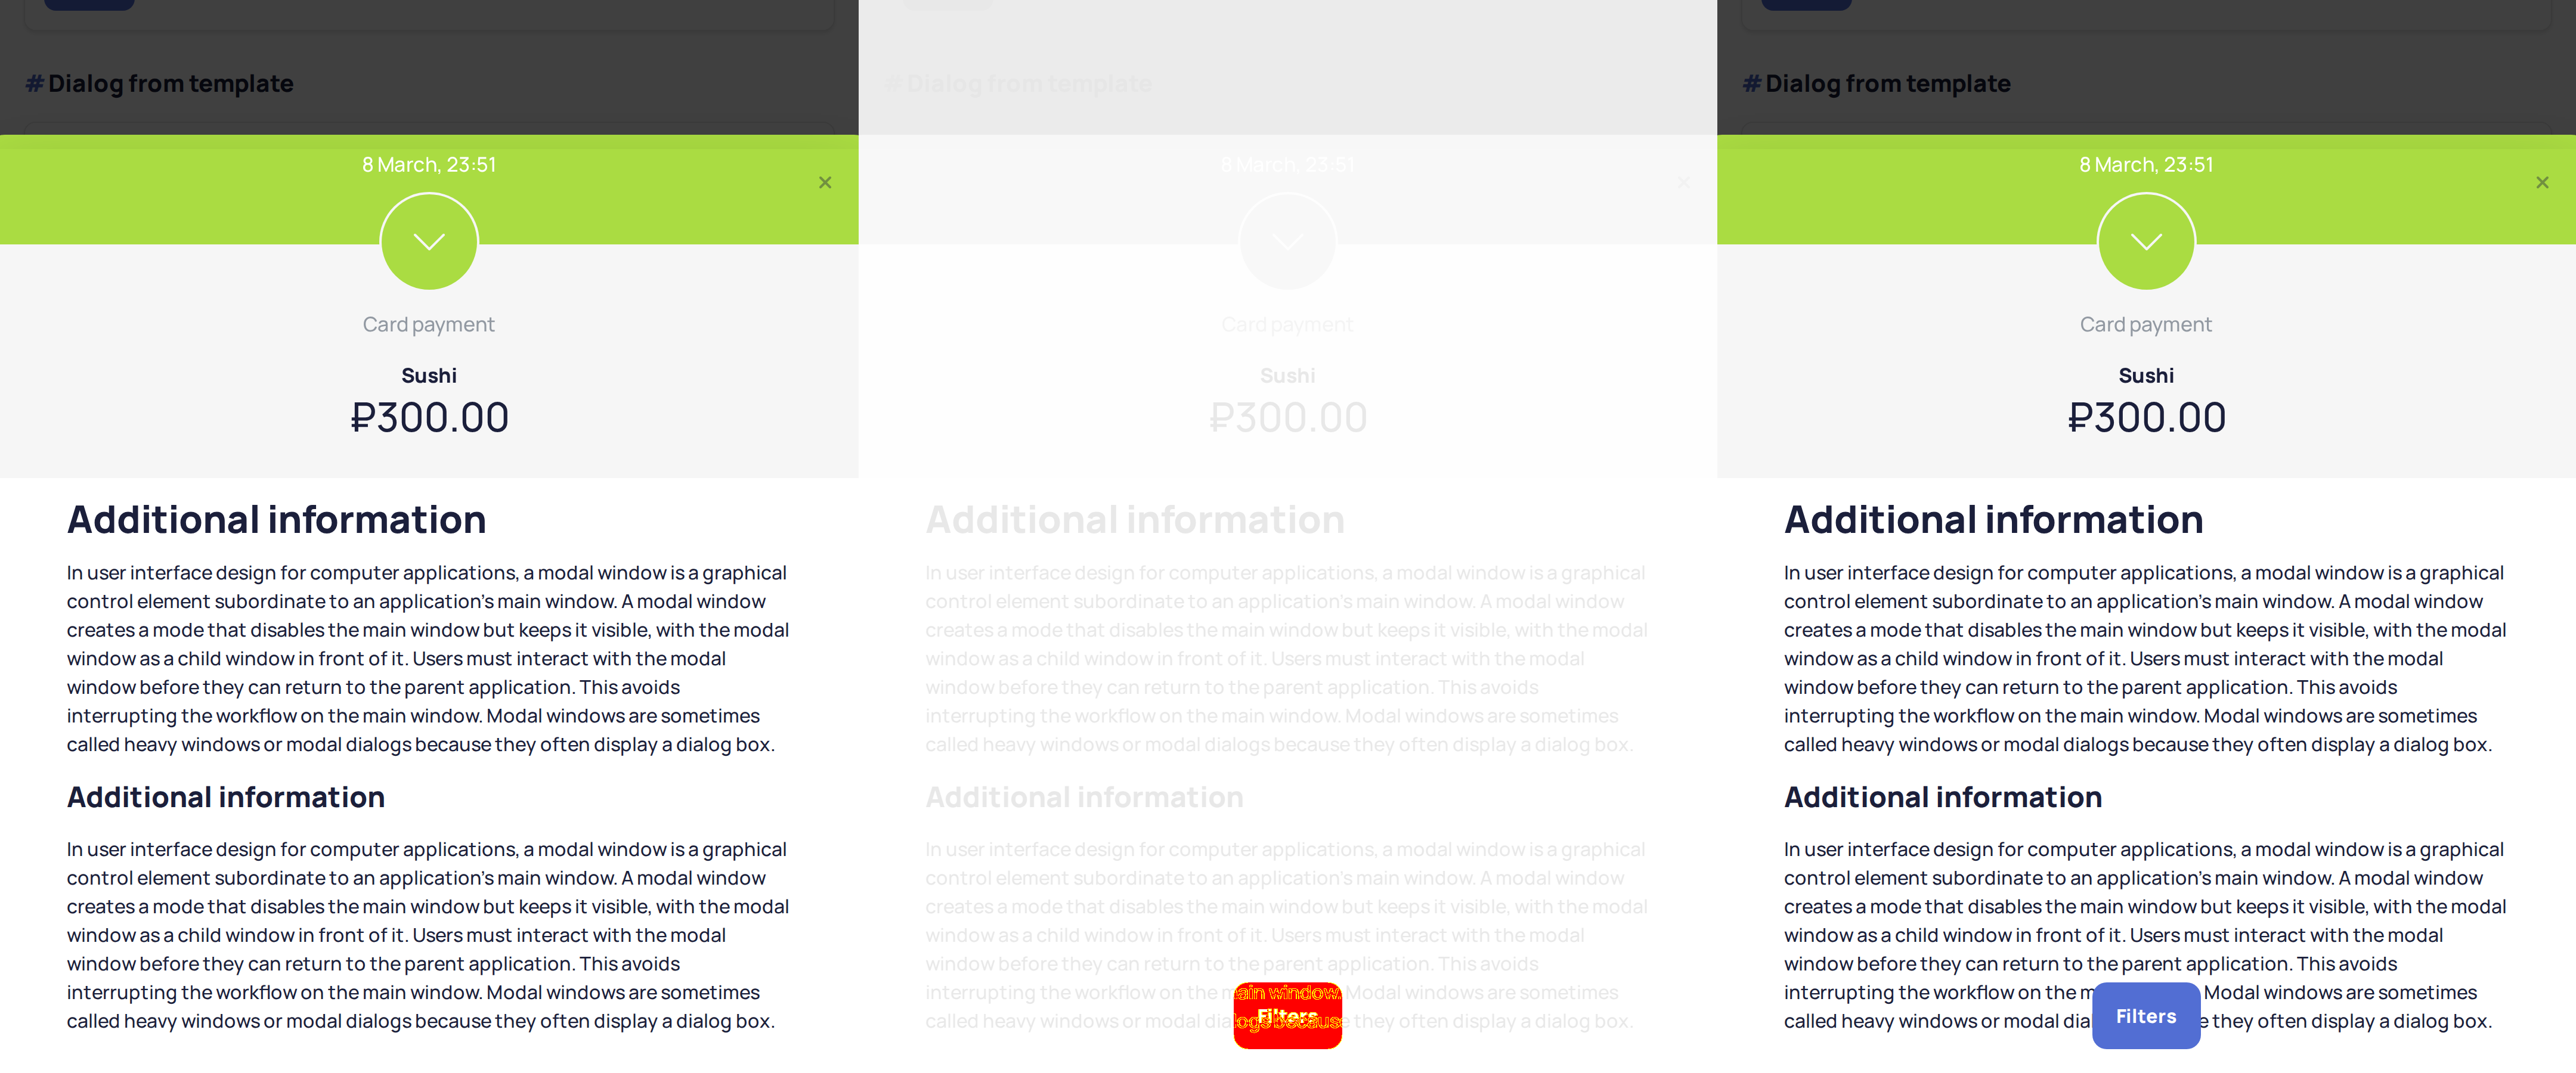 # Dialog from template
8 March, 23:51
×
Card payment
Sushi
₽300.00
Additional information
In user interface design for computer applications, a modal window is a graphical
control element subordinate to an application's main window. A modal window
creates a mode that disables the main window but keeps it visible, with the modal
window as a child window in front of it. Users must interact with the modal
window before they can return to the parent application. This avoids
interrupting the workflow on the main window. Modal windows are sometimes
called heavy windows or modal dialogs because they often display a dialog box.
Additional information
In user interface design for computer applications, a modal window is a graphical
control element subordinate to an application's main window. A modal window
creates a mode that disables the main window but keeps it visible, with the modal
window as a child window in front of it. Users must interact with the modal
window before they can return to the parent application. This avoids
interrupting the workflow on the main window. Modal windows are sometimes
called heavy windows or modal dialogs because they often display a dialog box.
# Dialog from template
8 March, 23:51
×
Card payment
Sushi
₽300.00
Additional information
In user interface design for computer applications, a modal window is a graphical
control element subordinate to an application's main window. A modal window
creates a mode that disables the main window but keeps it visible, with the modal
window as a child window in front of it. Users must interact with the modal
window before they can return to the parent application. This avoids
interrupting the workflow on the main window. Modal windows are sometimes
called heavy windows or modal dialogs because they often display a dialog box.
Additional information
In user interface design for computer applications, a modal window is a graphical
control element subordinate to an application's main window. A modal window
creates a mode that disables the main window but keeps it visible, with the modal
window as a child window in front of it. Users must interact with the modal
window before they can return to the parent application. This avoids
interrupting the workflow on the main window. Modal windows are sometimes
called heavy windows or modal dialogs because they often display a dialog box.
Filters
# Dialog from template
8 March, 23:51
×
Card payment
Sushi
₽300.00
Additional information
In user interface design for computer applications, a modal window is a graphical
control element subordinate to an application's main window. A modal window
creates a mode that disables the main window but keeps it visible, with the modal
window as a child window in front of it. Users must interact with the modal
window before they can return to the parent application. This avoids
interrupting the workflow on the main window. Modal windows are sometimes
called heavy windows or modal dialogs because they often display a dialog box.
Additional information
In user interface design for computer applications, a modal window is a graphical
control element subordinate to an application's main window. A modal window
creates a mode that disables the main window but keeps it visible, with the modal
window as a child window in front of it. Users must interact with the modal
window before they can return to the parent application. This avoids
interrupting the workflow on the m Modal windows are sometimes
called heavy windows or modal dia e they often display a dialog box.
Filters